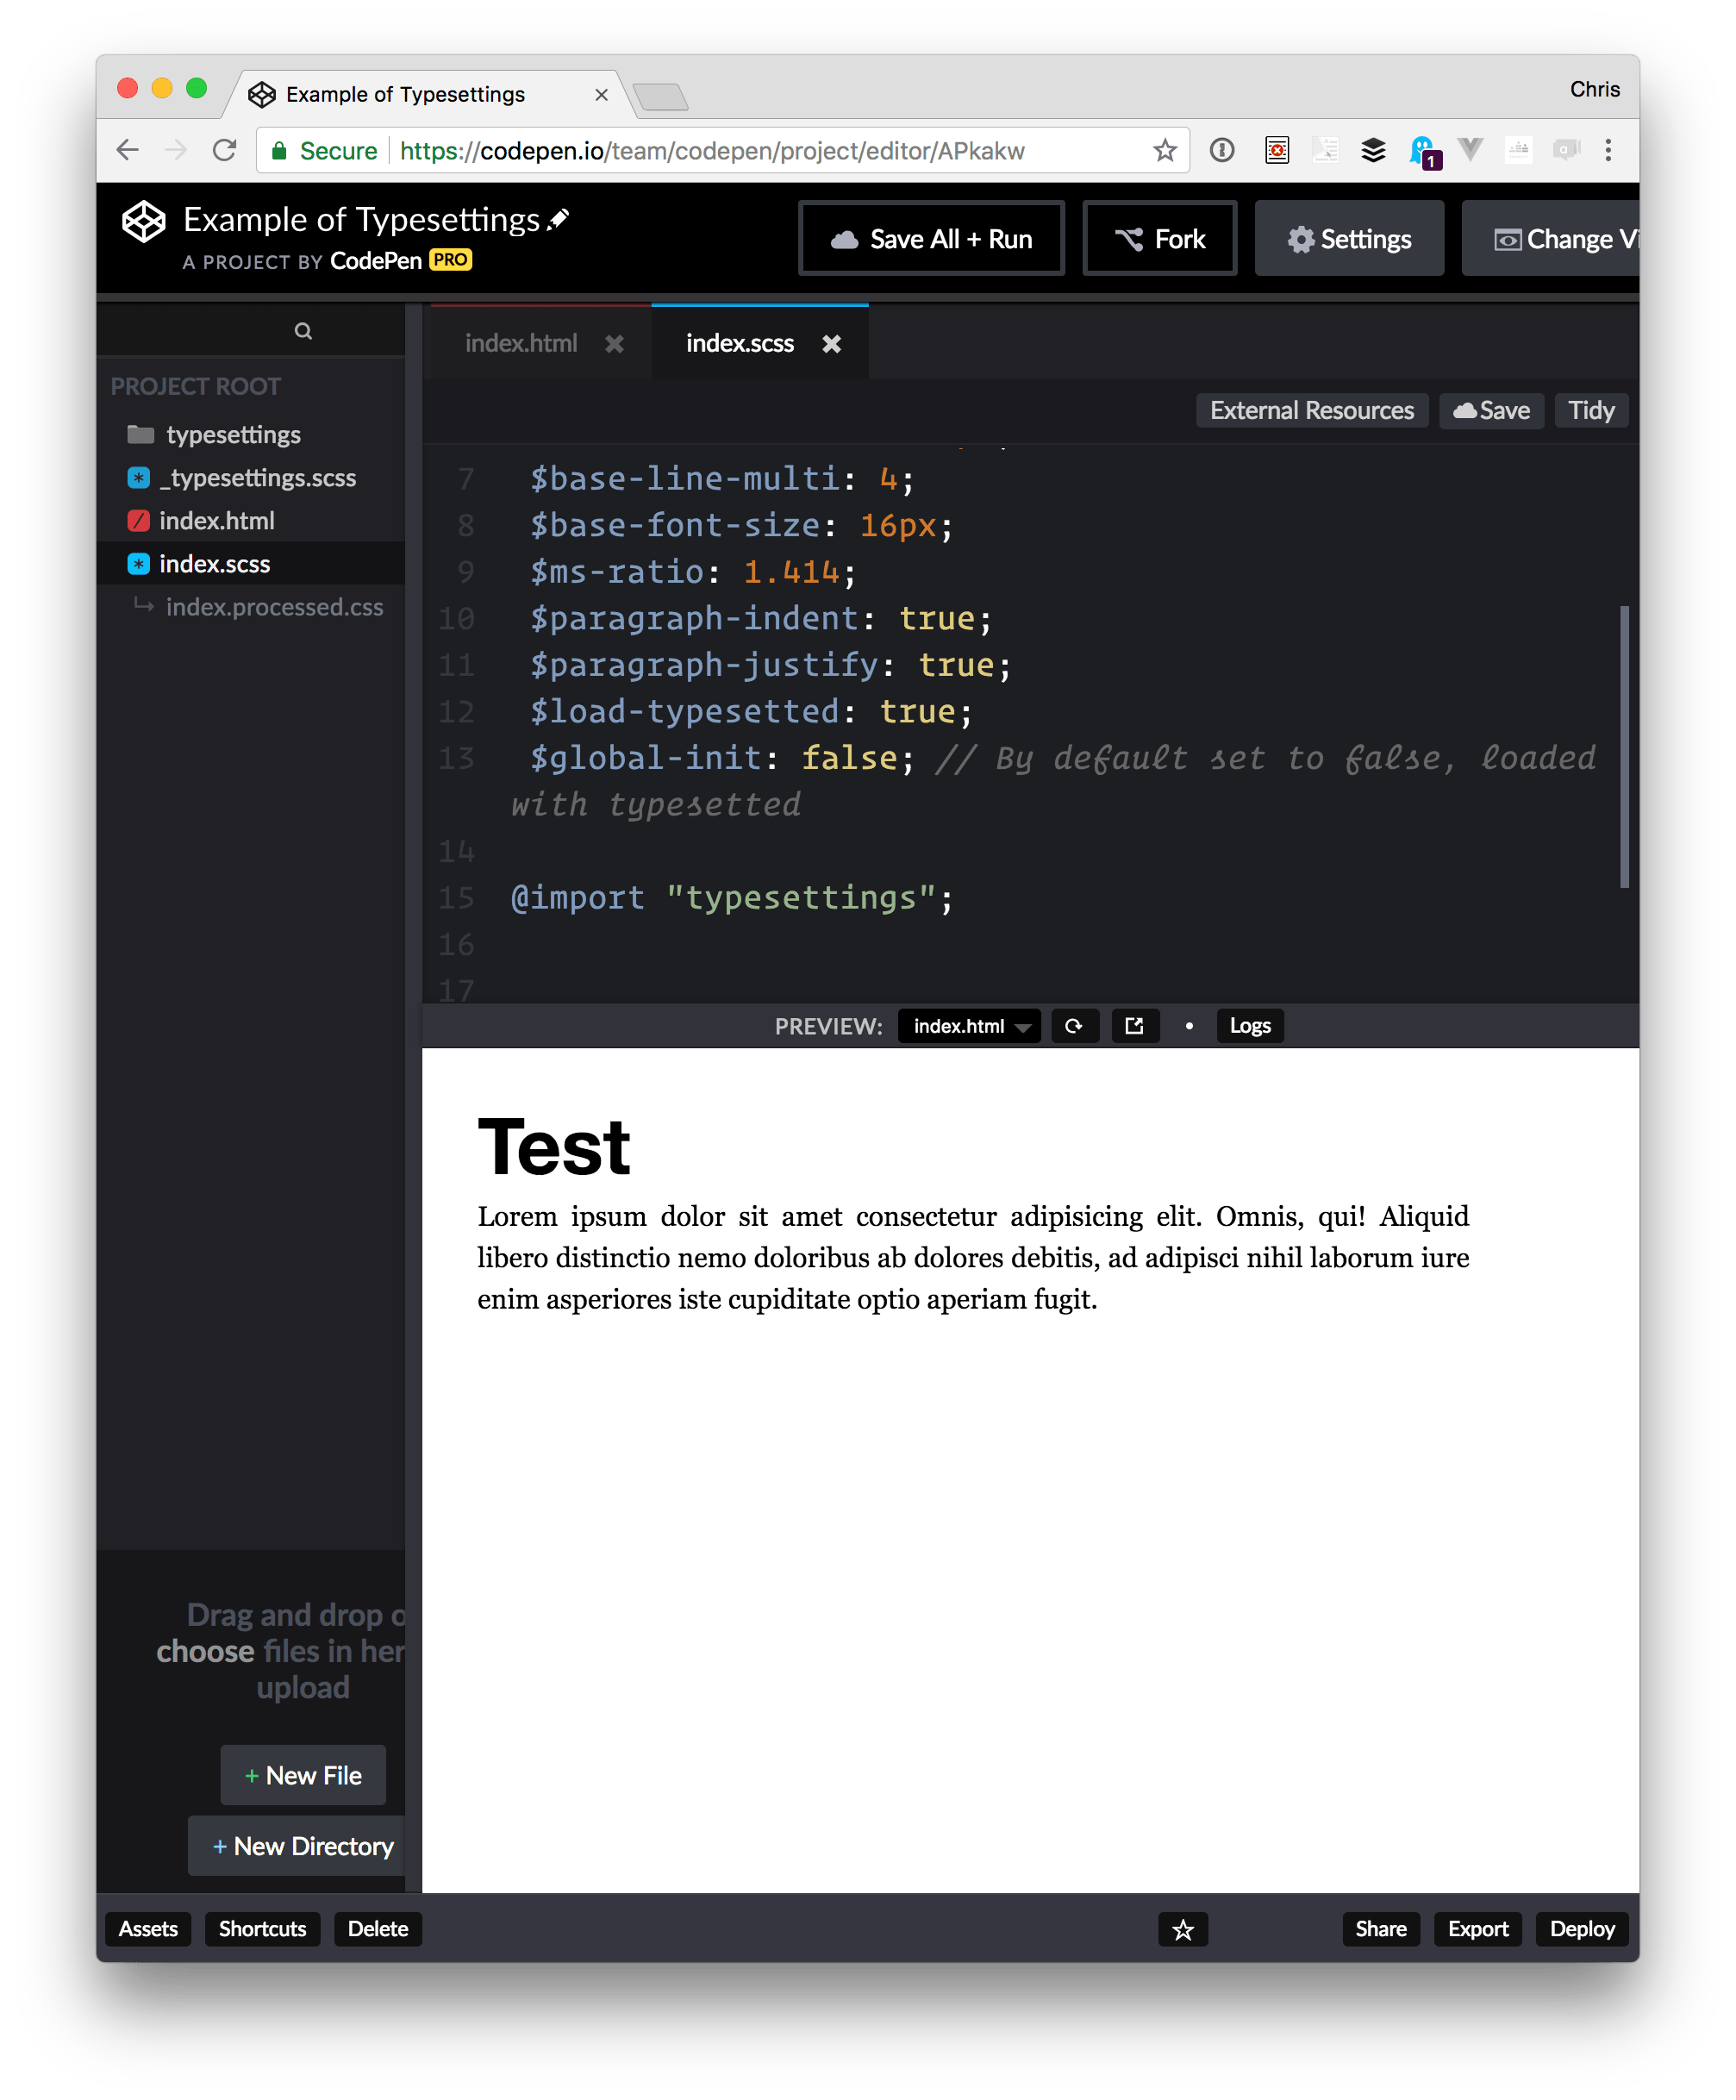 Example of Typesettings
Chris
Secure https://codepen.io/team/codepen/project/editor/APkakw
1
Example of Typesettings
A PROJECT BY CodePen PRO
Save All + Run
Fork
Settings
Change Vi
index.html
index.scss
PROJECT ROOT
typesettings
_typesettings.scss
index.html
index.scss
index.processed.css
External Resources
Save
Tidy
7 $base-line-multi: 4;
8 $base-font-size: 16px;
9 $ms-ratio: 1.414;
10 $paragraph-indent: true;
11 $paragraph-justify: true;
12 $load-typesetted: true;
13 $global-init: false; // By default set to false, loaded
with typesetted
14
15 @import "typesettings";
16
17
PREVIEW: index.html
Logs
Test
Lorem ipsum dolor sit amet consectetur adipisicing elit. Omnis, qui! Aliquid
libero distinctio nemo doloribus ab dolores debitis, ad adipisci nihil laborum iure
enim asperiores iste cupiditate optio aperiam fugit.
Drag and drop o
choose files in her
upload
+ New File
+ New Directory
Assets
Shortcuts
Delete
Share
Export
Deploy